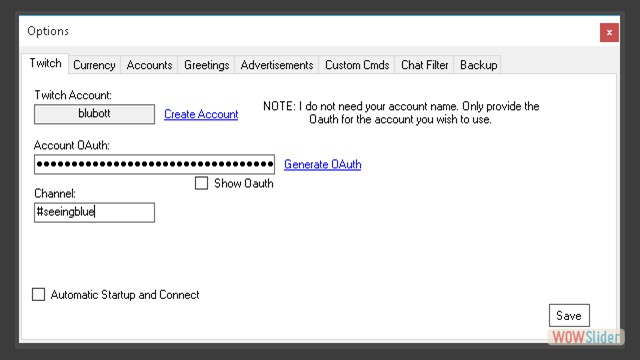 Options
x
Twitch Currency Accounts Greetings Advertisements Custom Cmds Chat Filter Backup
Twitch Account:
blubott
Create Account
NOTE: I do not need your account name. Only provide the
Oauth for the account you wish to use.
Account OAuth:
●●●●●●●●●●●●●●●●●●●●●●●●●●●●●●
Generate OAuth
Show Oauth
Channel:
#seeingblue
Automatic Startup and Connect
Save
WOWSlider